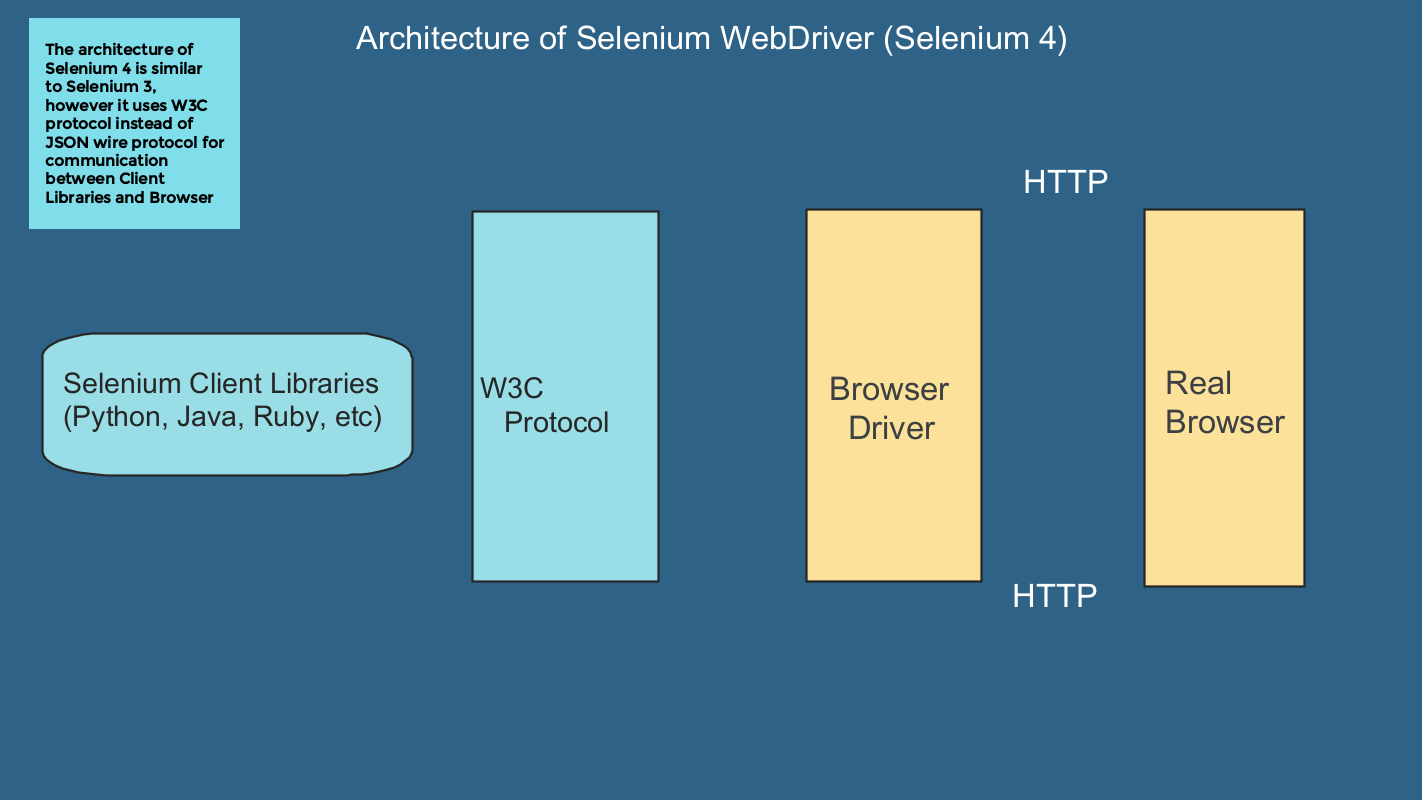 Architecture of Selenium WebDriver (Selenium 4)
The architecture of
Selenium 4 is similar
to Selenium 3,
however it uses W3C
protocol instead of
JSON wire protocol for
communication
between Client
Libraries and Browser
HTTP
Selenium Client Libraries
(Python, Java, Ruby, etc)
W3C
Protocol
Browser
Driver
Real
Browser
HTTP